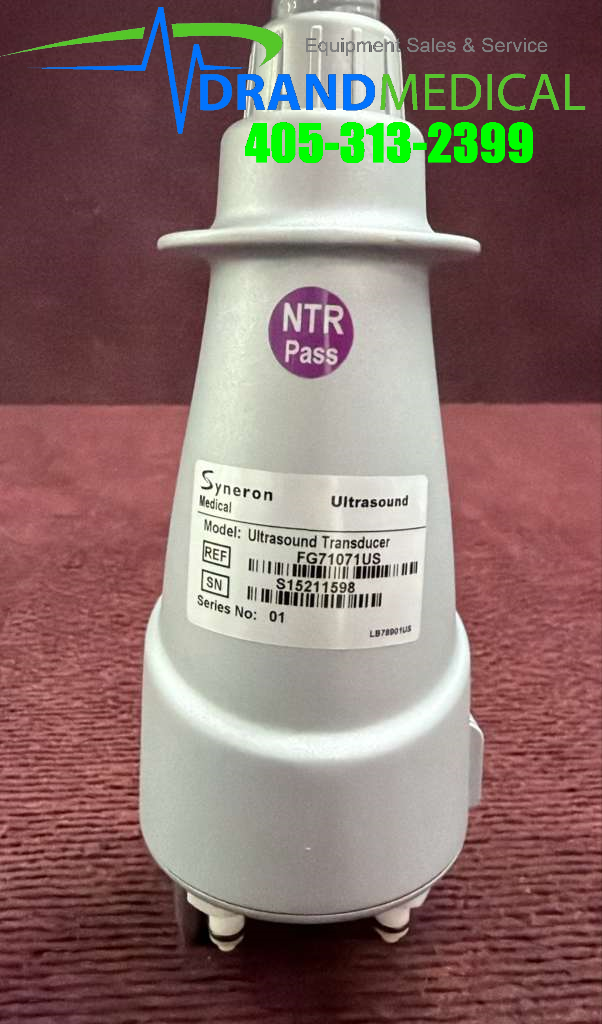 Equipment Sales & Service
DRANDMEDICAL
405-313-2399
NTR
Pass
Syneron
Medical
Ultrasound
Model: Ultrasound Transducer
REF
FG71071US
SN
S15211598
Series No: 01
LB78901US